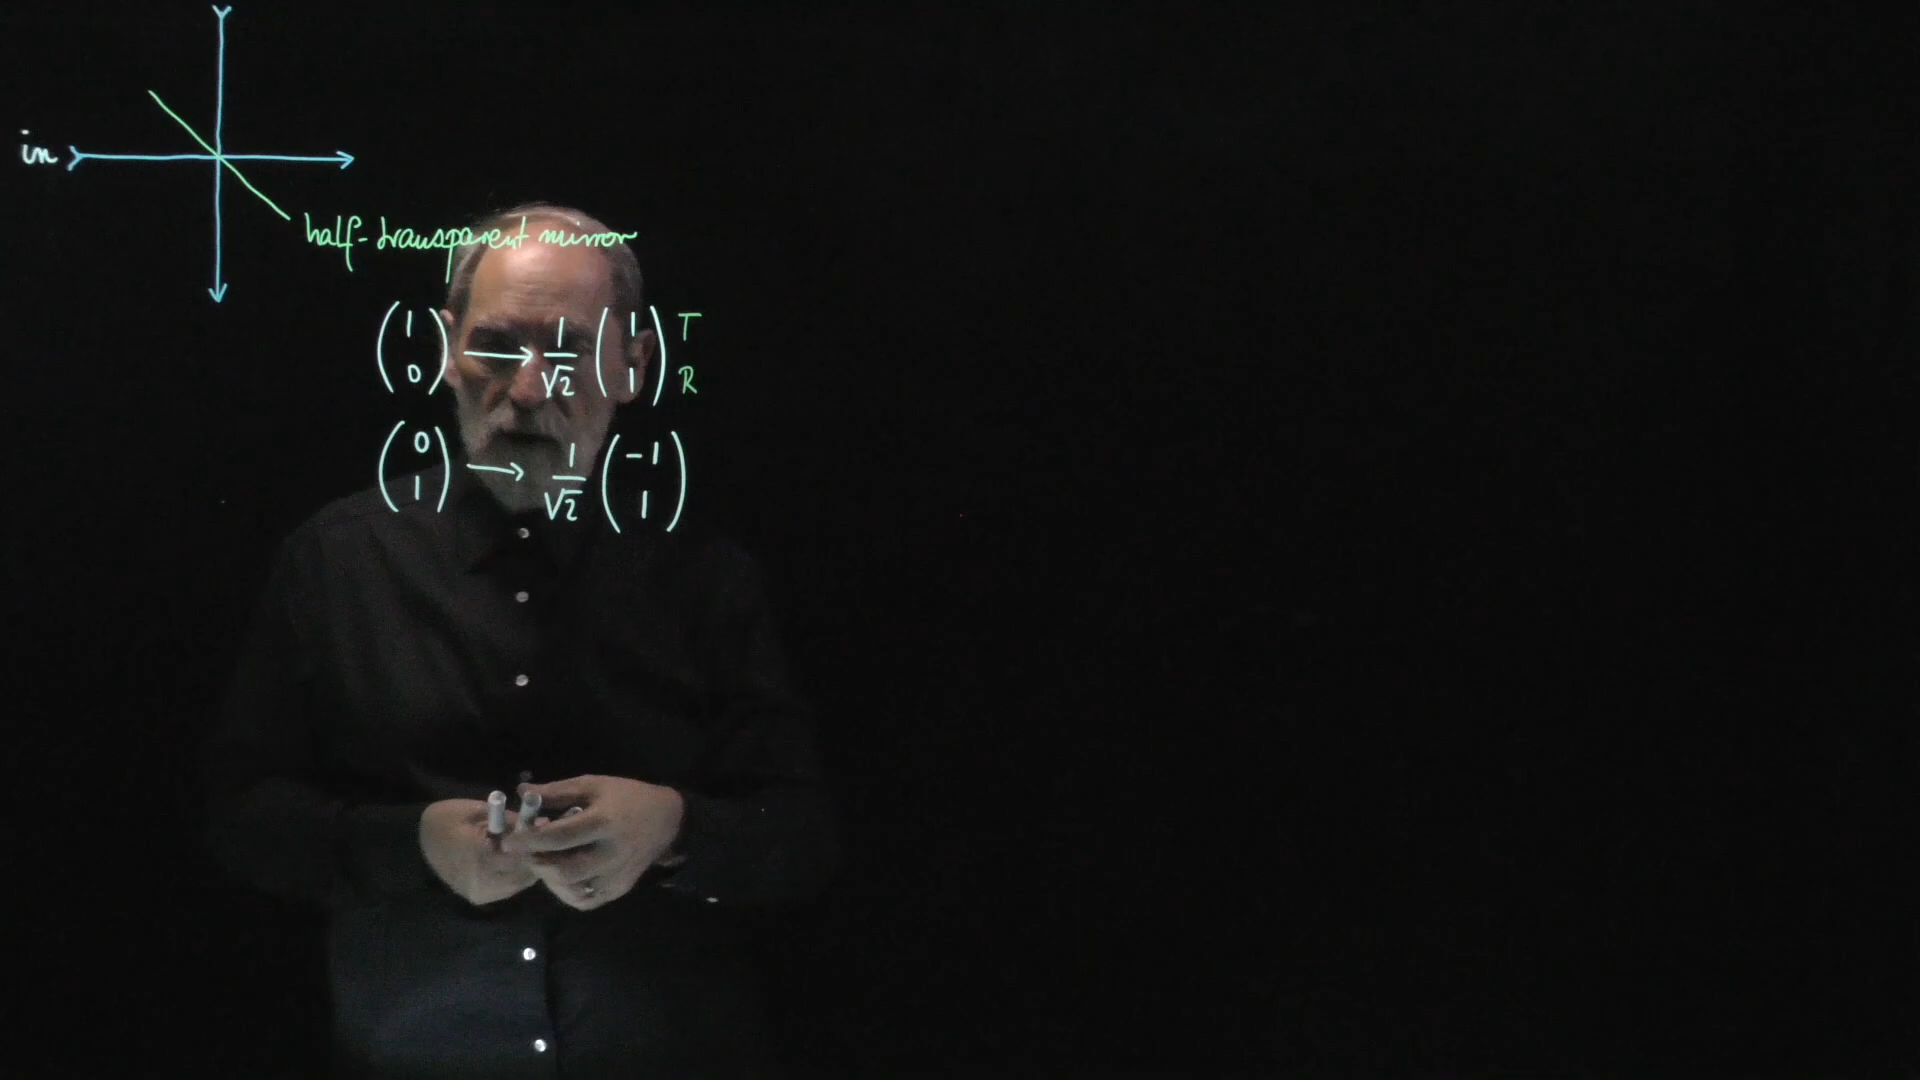 in
half-transparent mirror
(1 0) → 1/√2 (1 1) T R
(0 1) → 1/√2 (-1 1)